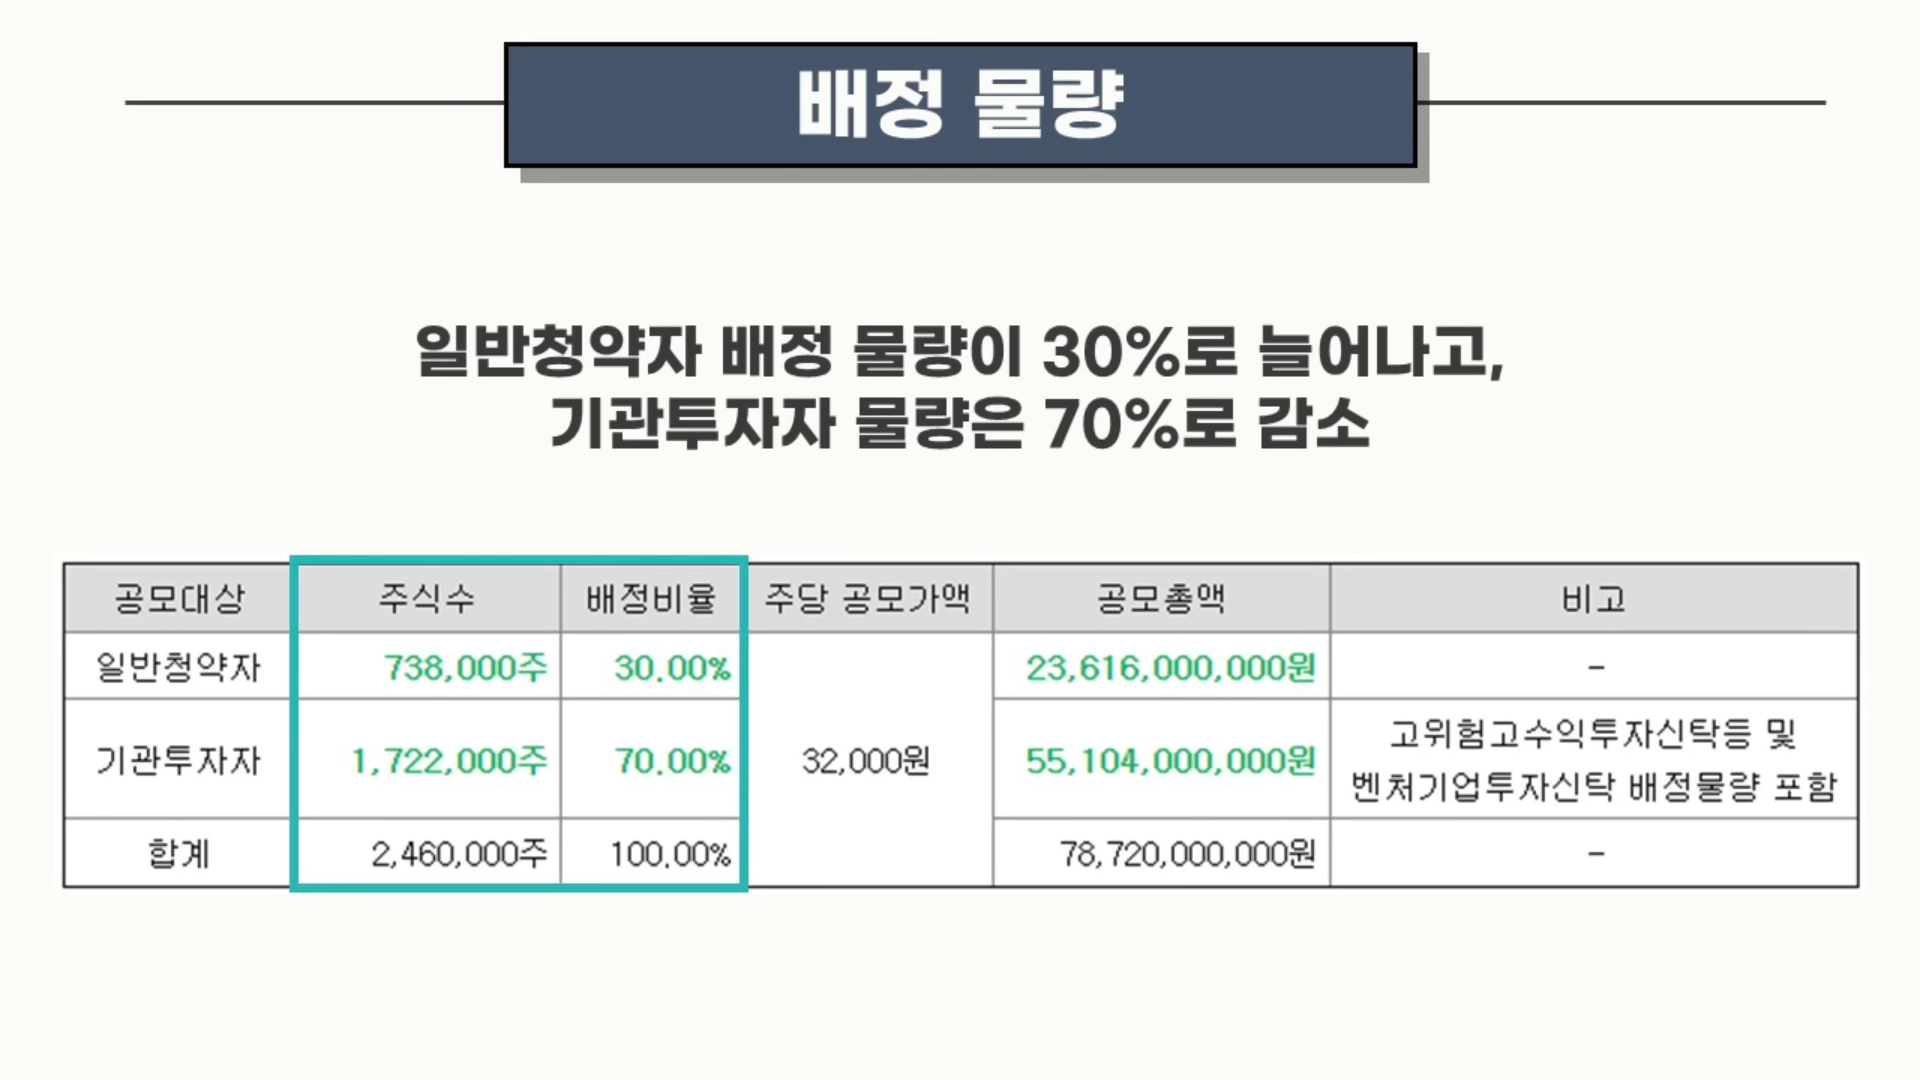 배정 물량
일반청약자 배정 물량이 30%로 늘어나고,
기관투자자 물량은 70%로 감소
공모대상 주식수 배정비율 주당 공모가액 공모총액 비고
일반청약자 738,000주 30.00% 23,616,000,000원 -
기관투자자 1,722,000주 70.00% 32,000원 55,104,000,000원 고위험고수익투자신탁등 및
벤처기업투자신탁 배정물량 포함
합계 2,460,000주 100.00% 78,720,000,000원 -